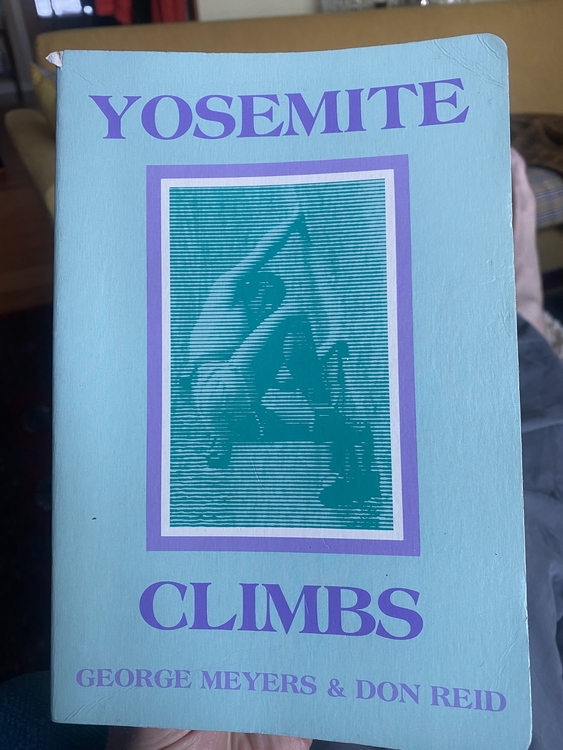 YOSEMITE
CLIMBS
GEORGE MEYERS & DON REID